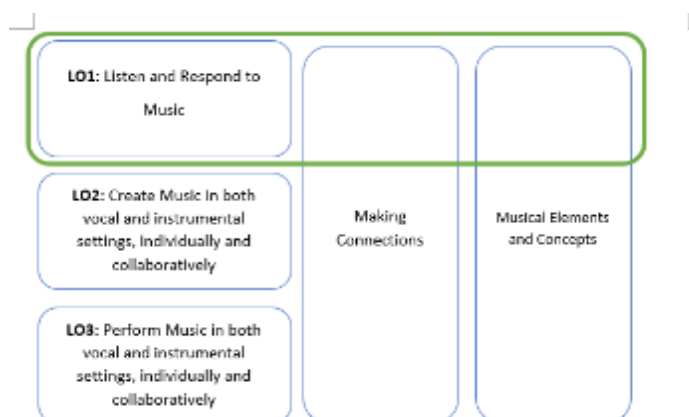 LO1: Listen and Respond to
Music
LO2: Create Music in both
vocal and instrumental
settings, individually and
collaboratively
LO3: Perform Music in both
vocal and instrumental
settings, individually and
collaboratively
Making
Connections
Musical Elements
and Concepts